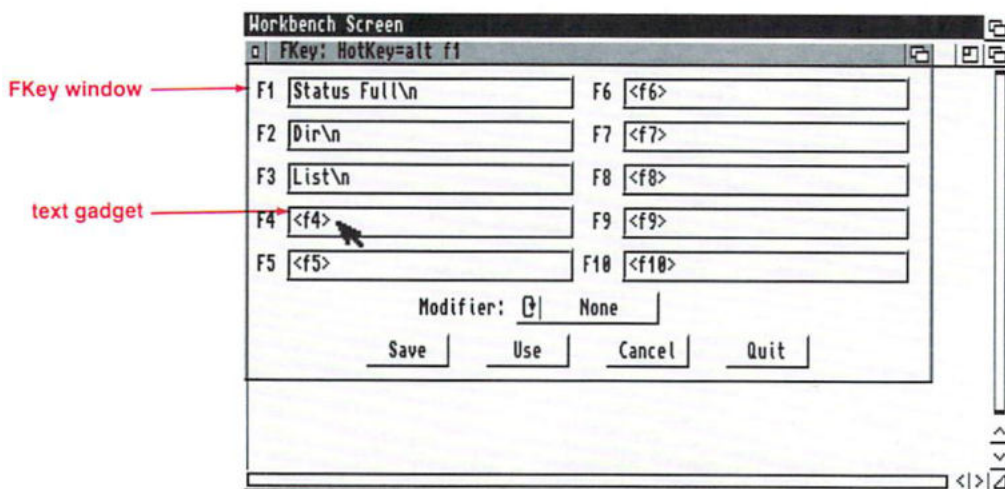 Workbench Screen
FKey: HotKey=alt f1
FKey window
F1 Status Full\n
F6 <f6>
F2 Dir\n
F7 <f7>
F3 List\n
F8 <f8>
text gadget
F4 <f4>
F9 <f9>
F5 <f5>
F10 <f10>
Modifier: None
Save Use Cancel Quit